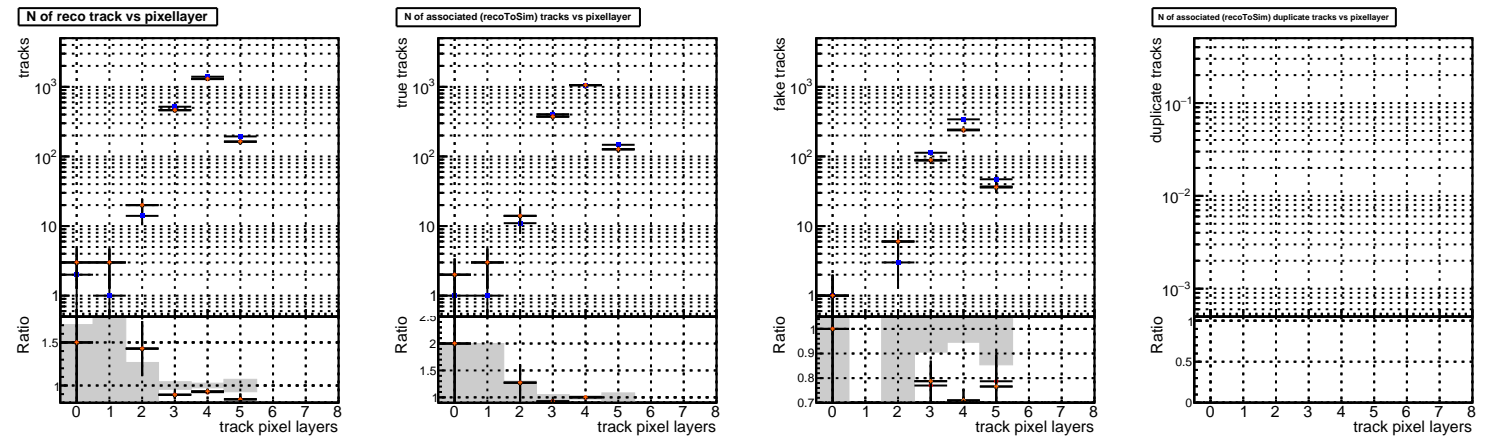 N of reco track vs pixellayer
tracks
10³
10²
10
1
Ratio
1.5
1
0 1 2 3 4 5 6 7 8
track pixel layers
N of associated (recoToSim) tracks vs pixellayer
true tracks
10³
10²
10
1
Ratio
2.5
2
1.5
1
0 1 2 3 4 5 6 7 8
track pixel layers
fake tracks
10³
10²
10
1
Ratio
1
0.9
0.8
0.7
0 1 2 3 4 5 6 7 8
track pixel layers
N of associated (recoToSim) duplicate tracks vs pixellayer
duplicate tracks
10⁻¹
10⁻²
10⁻³
Ratio
1
0.5
0
0 1 2 3 4 5 6 7 8
track pixel layers